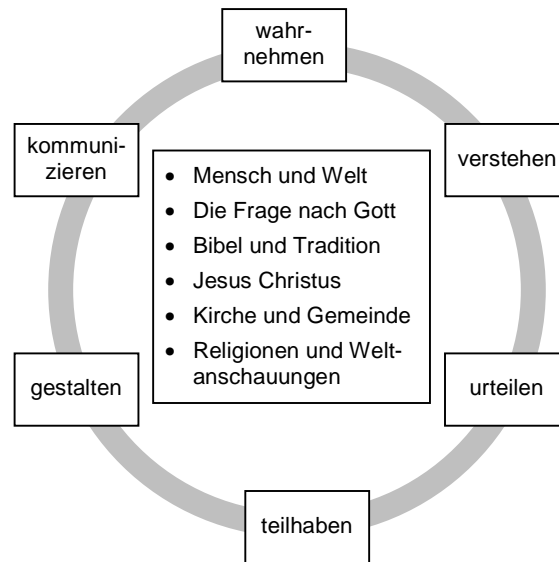 wahr-
nehmen
kommuni-
zieren
verstehen
• Mensch und Welt
• Die Frage nach Gott
• Bibel und Tradition
• Jesus Christus
• Kirche und Gemeinde
• Religionen und Welt-
anschauungen
gestalten
urteilen
teilhaben